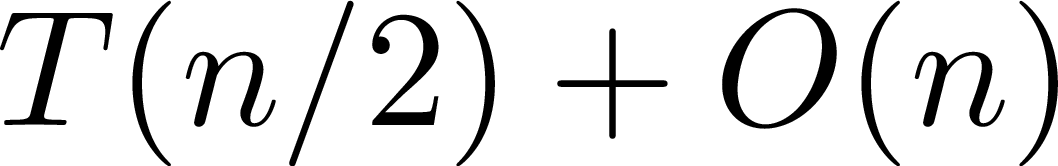 T(n/2) + O(n)